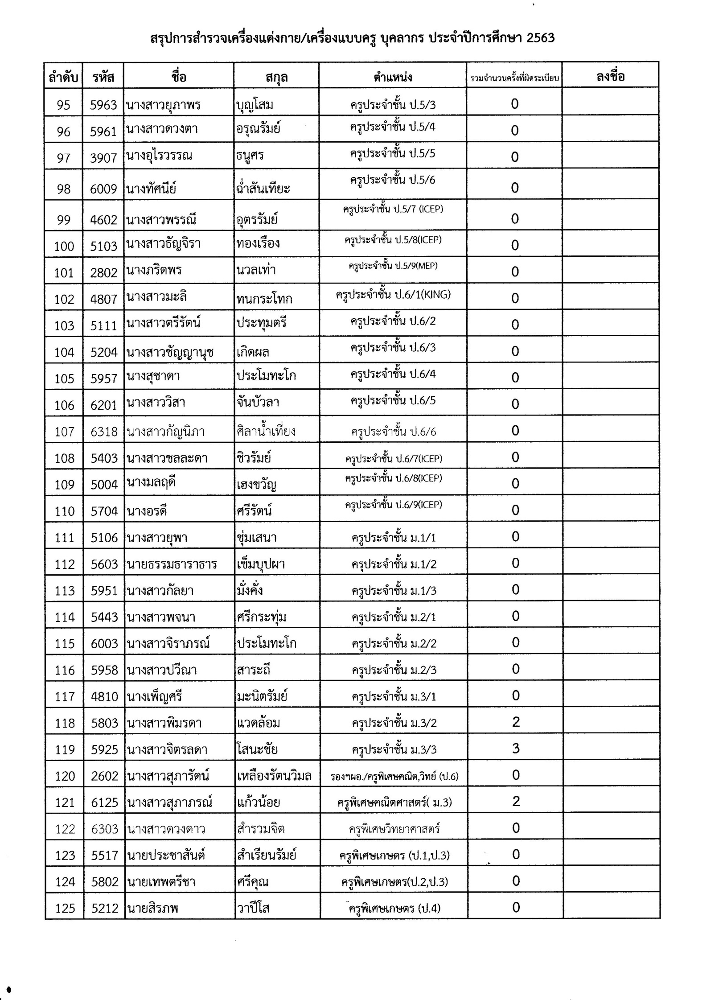 สรุปการสำรวจเครื่องแต่งกาย/เครื่องแบบครู บุคลากร ประจำปีการศึกษา 2563
ลำดับ รหัส ชื่อ สกุล ตำแหน่ง รวมจำนวนครั้งที่ผิดระเบียบ ลงชื่อ
95 5963 นางสาวยุภาพร บุญโสม ครูประจำชั้น ป.5/3 0
96 5961 นางสาวดวงตา อรุณรัมย์ ครูประจำชั้น ป.5/4 0
97 3907 นางอุไรวรรณ ธนูศร ครูประจำชั้น ป.5/5 0
98 6009 นางทัศนีย์ ฉ่ำสันเทียะ ครูประจำชั้น ป.5/6 0
99 4602 นางสาวพรรณี อุตรรัมย์ ครูประจำชั้น ป.5/7 (ICEP) 0
100 5103 นางสาวธัญจิรา ทองเรือง ครูประจำชั้น ป.5/8(ICEP) 0
101 2802 นางภริตพร นวลเท่า ครูประจำชั้น ป.5/9(MEP) 0
102 4807 นางสาวมะลิ ทนกระโทก ครูประจำชั้น ป.6/1(KING) 0
103 5111 นางสาวตรีรัตน์ ประทุมตรี ครูประจำชั้น ป.6/2 0
104 5204 นางสาวชัญญานุช เกิดผล ครูประจำชั้น ป.6/3 0
105 5957 นางสุชาดา ประโมทะโก ครูประจำชั้น ป.6/4 0
106 6201 นางสาววิสา จันบัวลา ครูประจำชั้น ป.6/5 0
107 6318 นางสาวกัญนิภา ศิลาน้ำเที่ยง ครูประจำชั้น ป.6/6 0
108 5403 นางสาวชลละดา ชิวรัมย์ ครูประจำชั้น ป.6/7(ICEP) 0
109 5004 นางมลฤดี เฮงขวัญ ครูประจำชั้น ป.6/8(ICEP) 0
110 5704 นางอรดี ศรีรัตน์ ครูประจำชั้น ป.6/9(ICEP) 0
111 5106 นางสาวยุพา ชุ่มเสนา ครูประจำชั้น ม.1/1 0
112 5603 นายธรรมธาราธาร เข็มบุปผา ครุประจำชั้น ม.1/2 0
113 5951 นางสาวกัลยา มั่งคั่ง ครูประจำชั้น ม.1/3 0
114 5443 นางสาวพจนา ศรีกระทุ่ม ครูประจำชั้น ม.2/1 0
115 6003 นางสาวจิราภรณ์ ประโมทะโก ครูประจำชั้น ม.2/2 0
116 5958 นางสาวปวีณา สาระถี ครูประจำชั้น ม.2/3 0
117 4810 นางเพ็ญศรี มะนิตรัมย์ ครูประจำชั้น ม.3/1 0
118 5803 นางสาวพิมรดา แวดล้อม ครูประจำชั้น ม.3/2 2
119 5925 นางสาวจิตรลดา โสนะชัย ครูประจำชั้น ม.3/3 3
120 2602 นางสาวสุภารัตน์ เหลืองรัตนวิมล รองฯผอ./ครูพิเศษคณิต,วิทย์ (ป.6) 0
121 6125 นางสาวสุภาภรณ์ แก้วน้อย ครูพิเศษคณิตศาสตร์( ม.3) 2
122 6303 นางสาวดวงดาว สำรวมจิต ครูพิเศษวิทยาศาสตร์ 0
123 5517 นายประชาสันต์ สำเรียนรัมย์ ครูพิเศษเกษตร (ป.1,ป.3) 0
124 5802 นายเทพตรีชา ศรีคุณ ครูพิเศษเกษตร(ป.2,ป.3) 0
125 5212 นายสิรภพ วาปีโส ครูพิเศษเกษตร (ป.4) 0